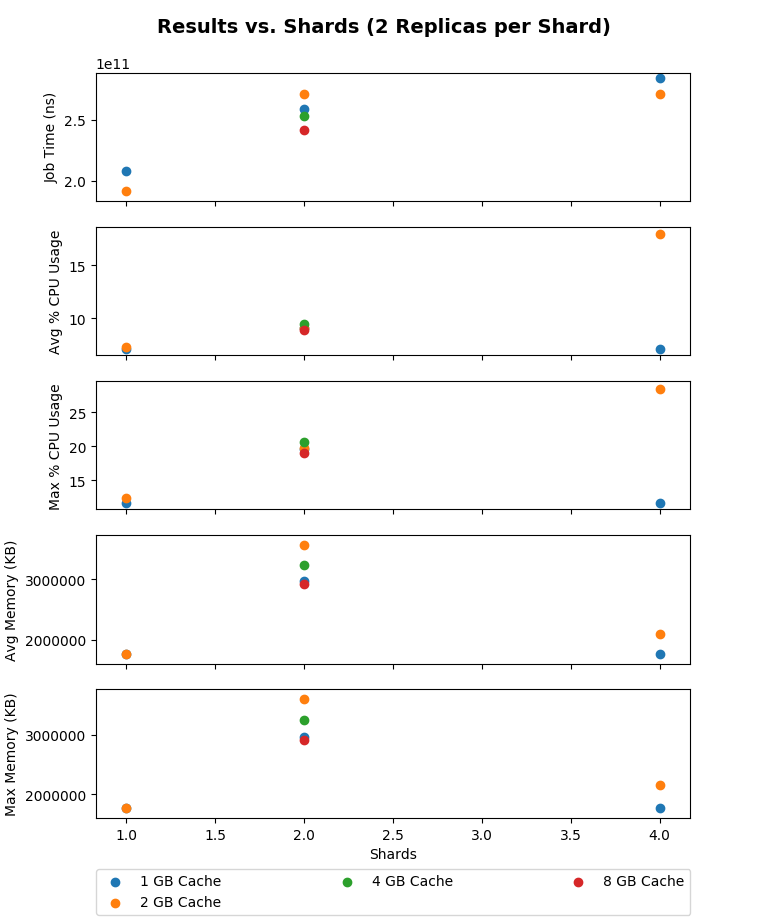 Results vs. Shards (2 Replicas per Shard)
1e11
Job Time (ns)
2.5
2.0
Avg % CPU Usage
15
10
Max % CPU Usage
25
20
15
Avg Memory (KB)
3000000
2000000
Max Memory (KB)
3000000
2000000
1.0 1.5 2.0 2.5 3.0 3.5 4.0
Shards
1 GB Cache 4 GB Cache 8 GB Cache
2 GB Cache